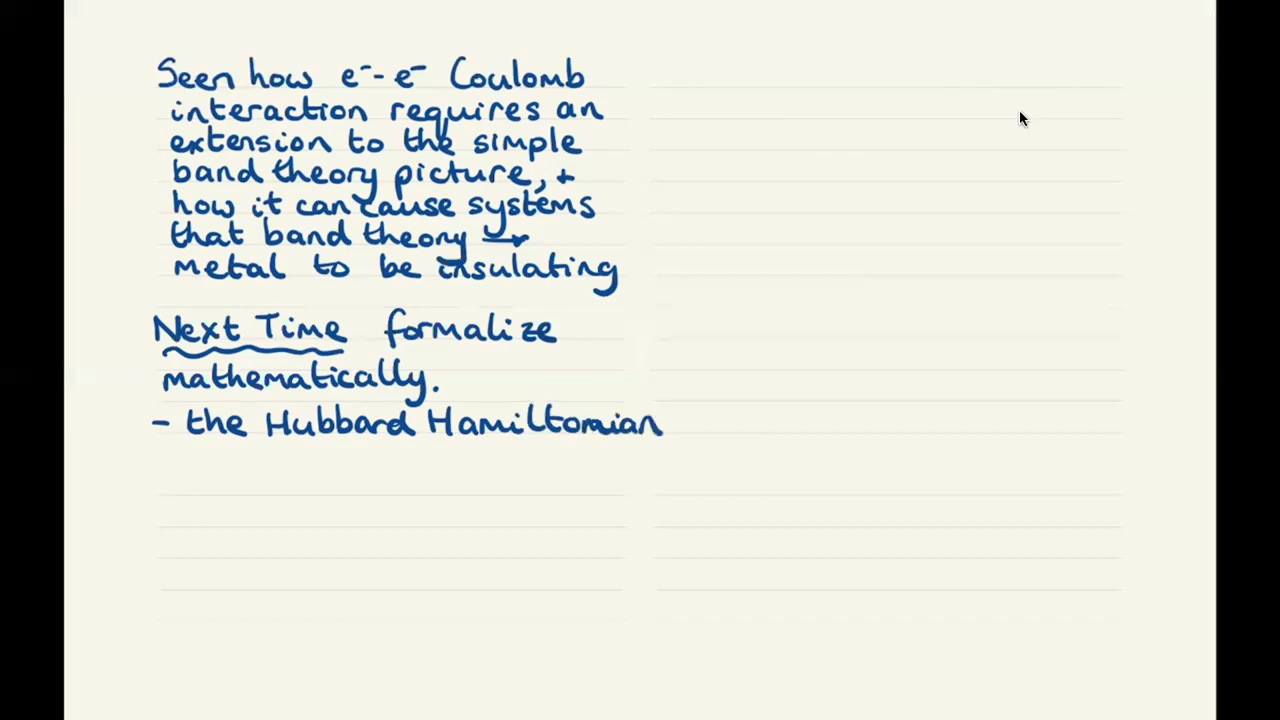 Seen how e⁻-e⁻ Coulomb
interaction requires an
extension to the simple
band theory picture, +
how it can cause systems
that band theory →
metal to be insulating
Next Time formalize
mathematically.
- the Hubbard Hamiltonian